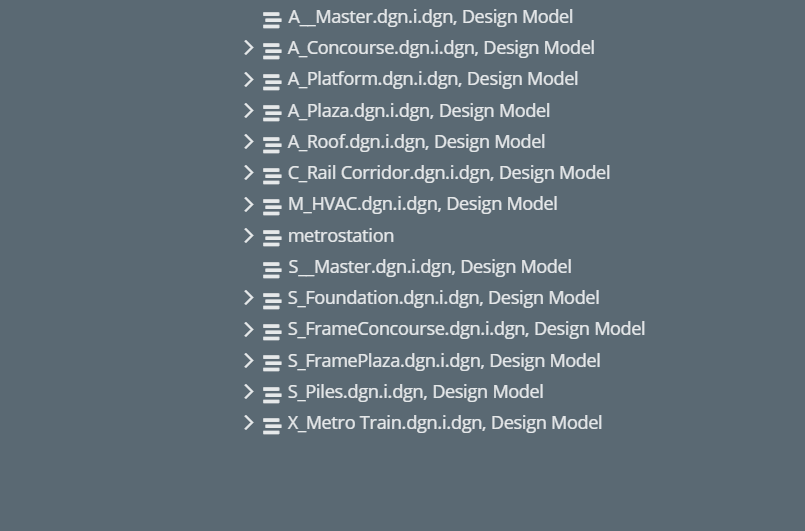 A__Master.dgn.i.dgn, Design Model
A_Concourse.dgn.i.dgn, Design Model
A_Platform.dgn.i.dgn, Design Model
A_Plaza.dgn.i.dgn, Design Model
A_Roof.dgn.i.dgn, Design Model
C_Rail Corridor.dgn.i.dgn, Design Model
M_HVAC.dgn.i.dgn, Design Model
metrostation
S__Master.dgn.i.dgn, Design Model
S_Foundation.dgn.i.dgn, Design Model
S_FrameConcourse.dgn.i.dgn, Design Model
S_FramePlaza.dgn.i.dgn, Design Model
S_Piles.dgn.i.dgn, Design Model
X_Metro Train.dgn.i.dgn, Design Model